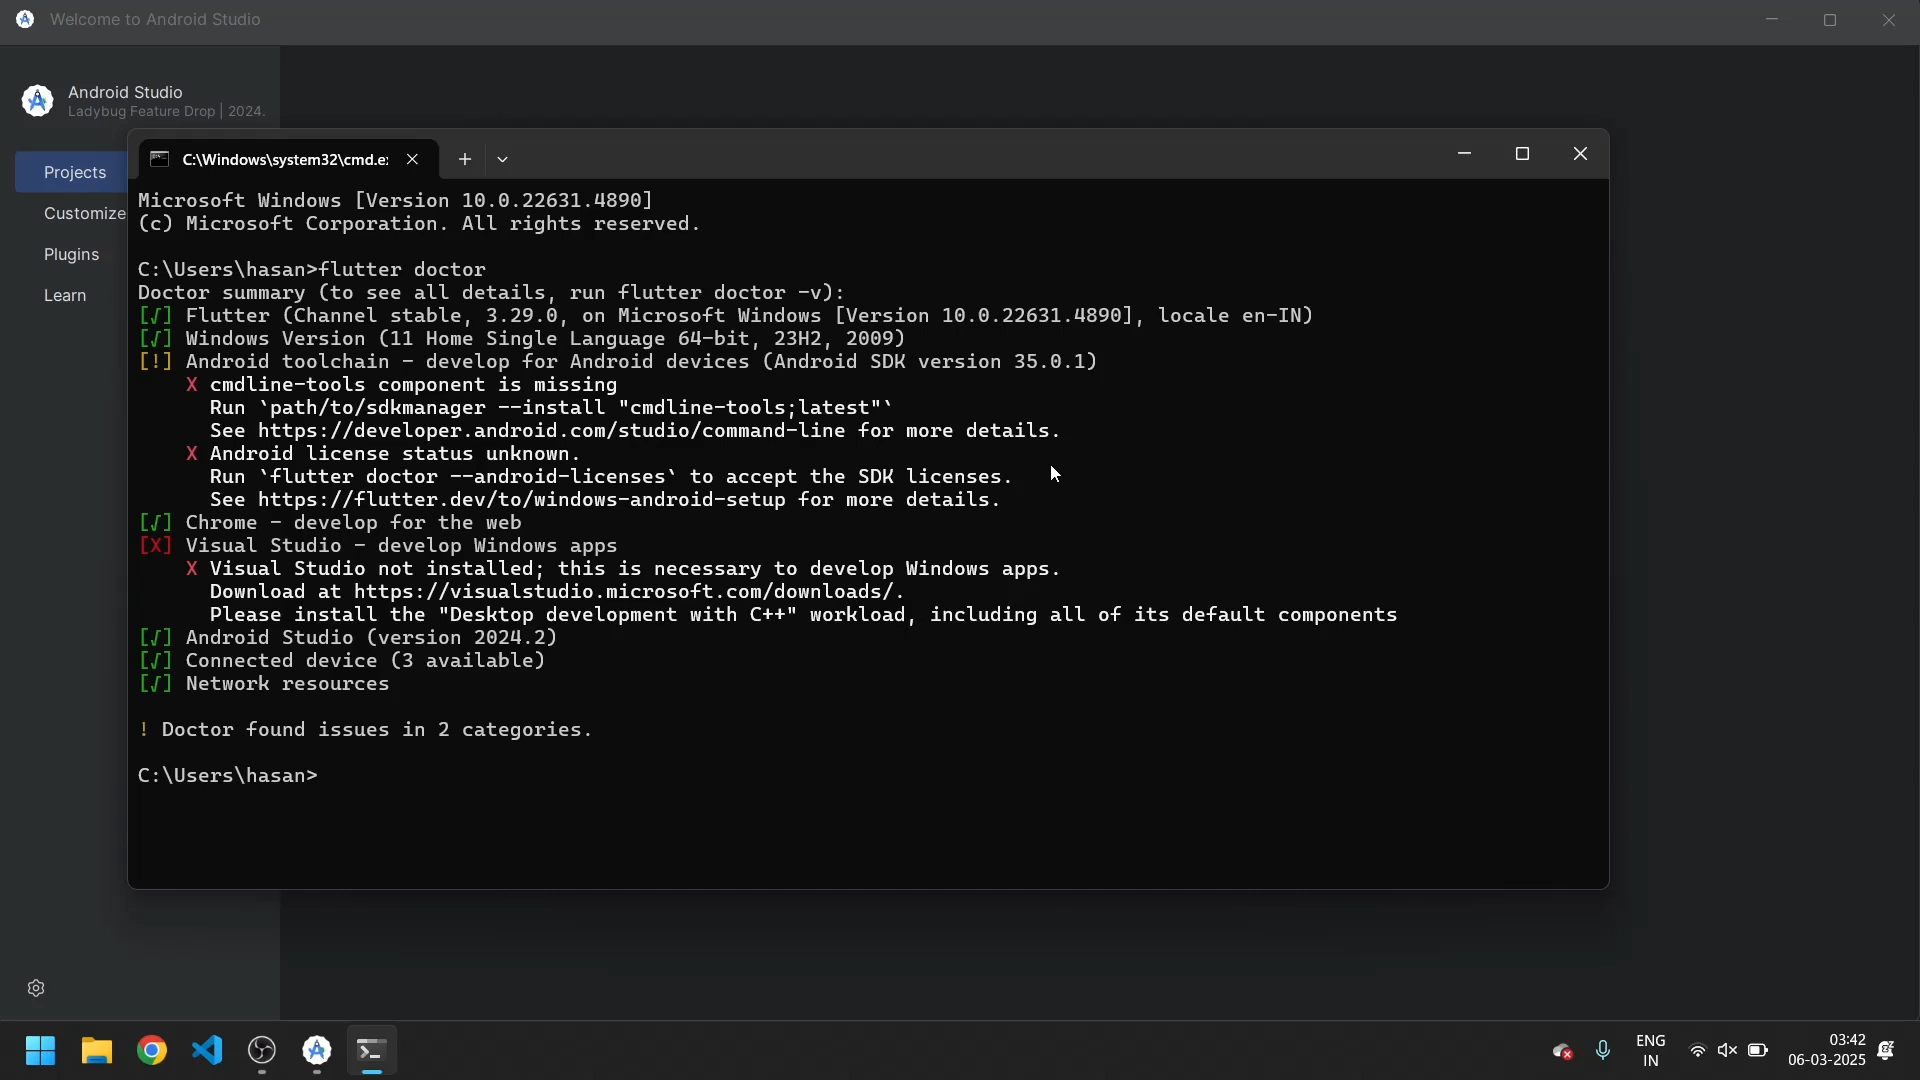 Welcome to Android Studio
Android Studio
Ladybug Feature Drop | 2024.
Projects
Customize
Plugins
Learn
C:\Windows\system32\cmd.e
Microsoft Windows [Version 10.0.22631.4890]
(c) Microsoft Corporation. All rights reserved.
C:\Users\hasan>flutter doctor
Doctor summary (to see all details, run flutter doctor -v):
[√] Flutter (Channel stable, 3.29.0, on Microsoft Windows [Version 10.0.22631.4890], locale en-IN)
[√] Windows Version (11 Home Single Language 64-bit, 23H2, 2009)
[!] Android toolchain - develop for Android devices (Android SDK version 35.0.1)
X cmdline-tools component is missing
Run `path/to/sdkmanager --install "cmdline-tools;latest"`
See https://developer.android.com/studio/command-line for more details.
X Android license status unknown.
Run `flutter doctor --android-licenses` to accept the SDK licenses.
See https://flutter.dev/to/windows-android-setup for more details.
[√] Chrome - develop for the web
[X] Visual Studio - develop Windows apps
X Visual Studio not installed; this is necessary to develop Windows apps.
Download at https://visualstudio.microsoft.com/downloads/.
Please install the "Desktop development with C++" workload, including all of its default components
[√] Android Studio (version 2024.2)
[√] Connected device (3 available)
[√] Network resources
! Doctor found issues in 2 categories.
C:\Users\hasan>
ENG
IN
03:42
06-03-2025